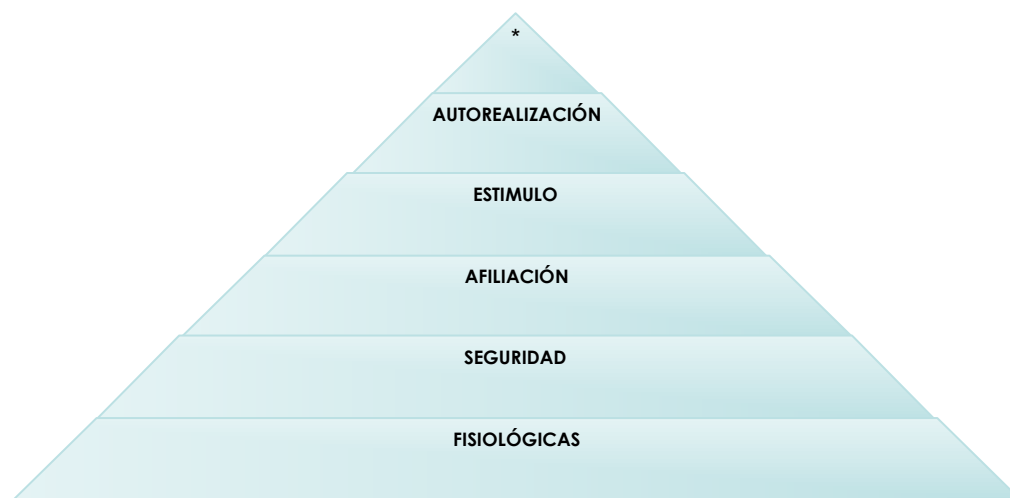 *
AUTOREALIZACIÓN
ESTIMULO
AFILIACIÓN
SEGURIDAD
FISIOLÓGICAS